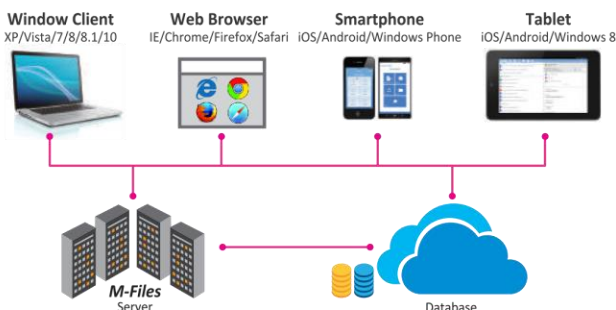 Window Client
XP/Vista/7/8/8.1/10
Web Browser
IE/Chrome/Firefox/Safari
Smartphone
iOS/Android/Windows Phone
Tablet
iOS/Android/Windows 8
M-Files
Server
Database